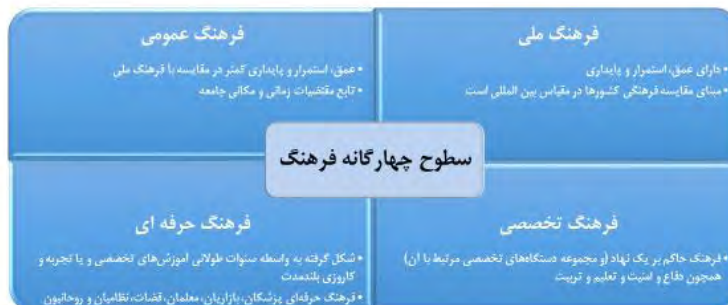 فرهنگ ملی
• دارای عمق، استمرار و پایداری
• مبنای مقایسه فرهنگی کشورها در مقیاس بین المللی است
فرهنگ عمومی
• عمق، استمرار و پایداری کمتر در مقایسه با فرهنگ ملی
• تابع مقتضیات زمانی و مکانی جامعه
سطوح چهارگانه فرهنگ
فرهنگ تخصصی
• فرهنگ حاکم بر یک نهاد (و مجموعه دستگاه‌های تخصصی مرتبط با آن)
همچون دفاع و امنیت و تعلیم و تربیت
فرهنگ حرفه ای
• شکل گرفته به واسطه سنوات طولانی آموزش‌های تخصصی و یا تجربه و
کاروزی بلندمدت
• فرهنگ حرفه‌ای پزشکان، بازاریان، معلمان، قضات، نظامیان و روحانیون